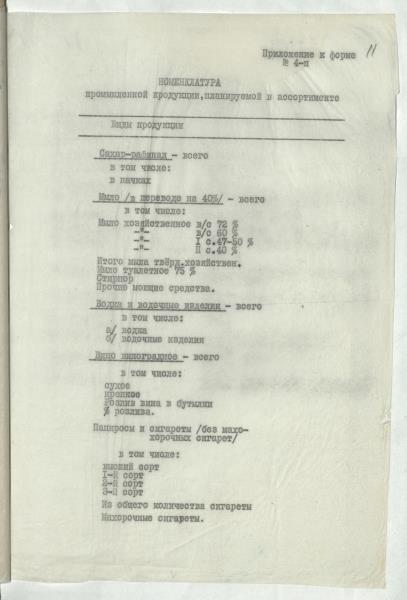 11
Приложение к форме
№ 4-п
НОМЕНКЛАТУРА
промышленной продукции, планируемой в ассортименте
Виды продукции
Сахар-рафинад - всего
в том числе:
в пачках
Мыло /в переводе на 40%/ - всего
в том числе:
Мыло хозяйственное в/с 72 %
-"- в/с 60 %
-"- I с.47-50 %
-"- П с.40 %
Итого мыла твёрд.хозяйствен.
Мыло туалетное 75 %
Стирпор
Прочие моющие средства.
Водка и водочные изделия - всего
в том числе:
а/ водка
б/ водочные изделия
Вино виноградное - всего
в том числе:
сухое
крепкое
Розлив вина в бутылки
% розлива.
Папиросы и сигареты /без махо-
хорочных сигарет/
в том числе:
высший сорт
I-й сорт
2-й сорт
3-й сорт
Из общего количества сигареты
Махорочные сигареты.